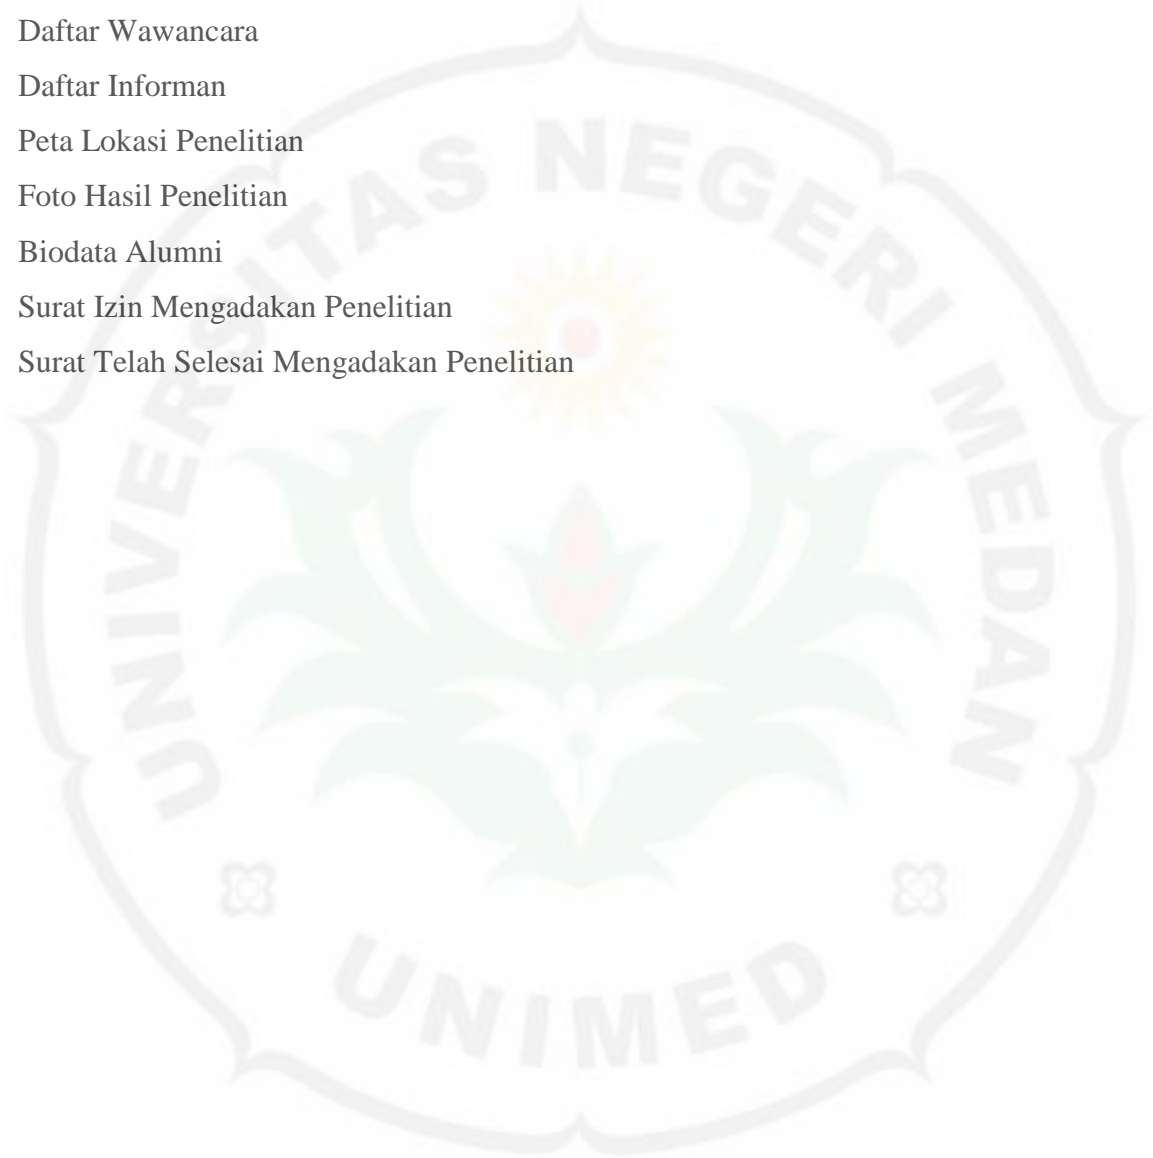 Daftar Wawancara
Daftar Informan
Peta Lokasi Penelitian
Foto Hasil Penelitian
Biodata Alumni
Surat Izin Mengadakan Penelitian
Surat Telah Selesai Mengadakan Penelitian
UNIVERSITAS NEGERI MEDAN
UNIMED